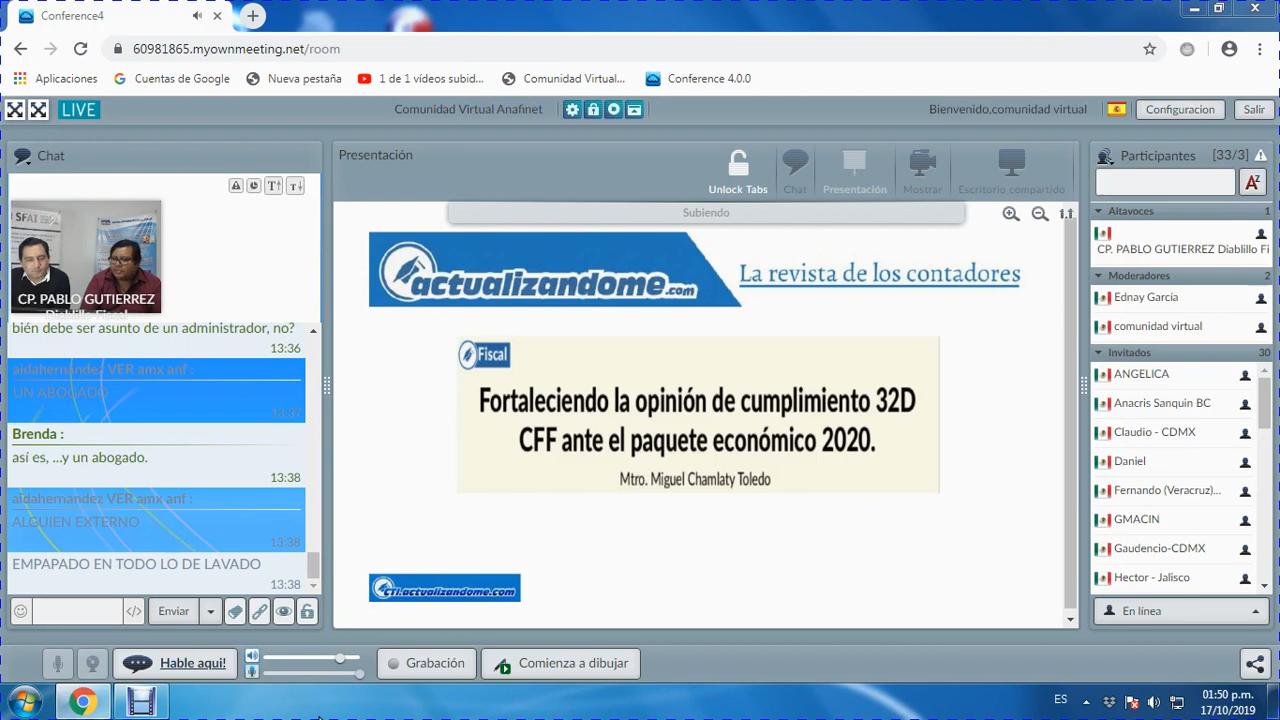 Conference4
60981865.myownmeeting.net/room
Aplicaciones
Cuentas de Google
Nueva pestaña
1 de 1 vídeos subid...
Comunidad Virtual...
Conference 4.0.0
LIVE
Comunidad Virtual Anafinet
Bienvenido,comunidad virtual
Configuracion
Salir
Chat
SFAI
CP. PABLO GUTIERREZ
Diablillo Fiscal
bién debe ser asunto de un administrador, no?
13:36
aidahernandez VER amx anf :
UN ABOGADO
13:37
Brenda :
así es, ...y un abogado.
13:38
aidahernandez VER amx anf :
ALGUIEN EXTERNO
13:38
EMPAPADO EN TODO LO DE LAVADO
13:38
Enviar
Presentación
Unlock Tabs
Chat
Presentación
Mostrar
Escritorio compartido
Subiendo
1:1
actualizandome.com
La revista de los contadores
Fiscal
Fortaleciendo la opinión de cumplimiento 32D
CFF ante el paquete económico 2020.
Mtro. Miguel Chamlaty Toledo
CTI.actualizandome.com
Participantes [33/3]
Altavoces 1
CP. PABLO GUTIERREZ Diablillo Fi
Moderadores 2
Ednay García
comunidad virtual
Invitados 30
ANGELICA
Anacris Sanquin BC
Claudio - CDMX
Daniel
Fernando (Veracruz)...
GMACIN
Gaudencio-CDMX
Hector - Jalisco
En línea
Hable aqui!
Grabación
Comienza a dibujar
ES
01:50 p.m.
17/10/2019